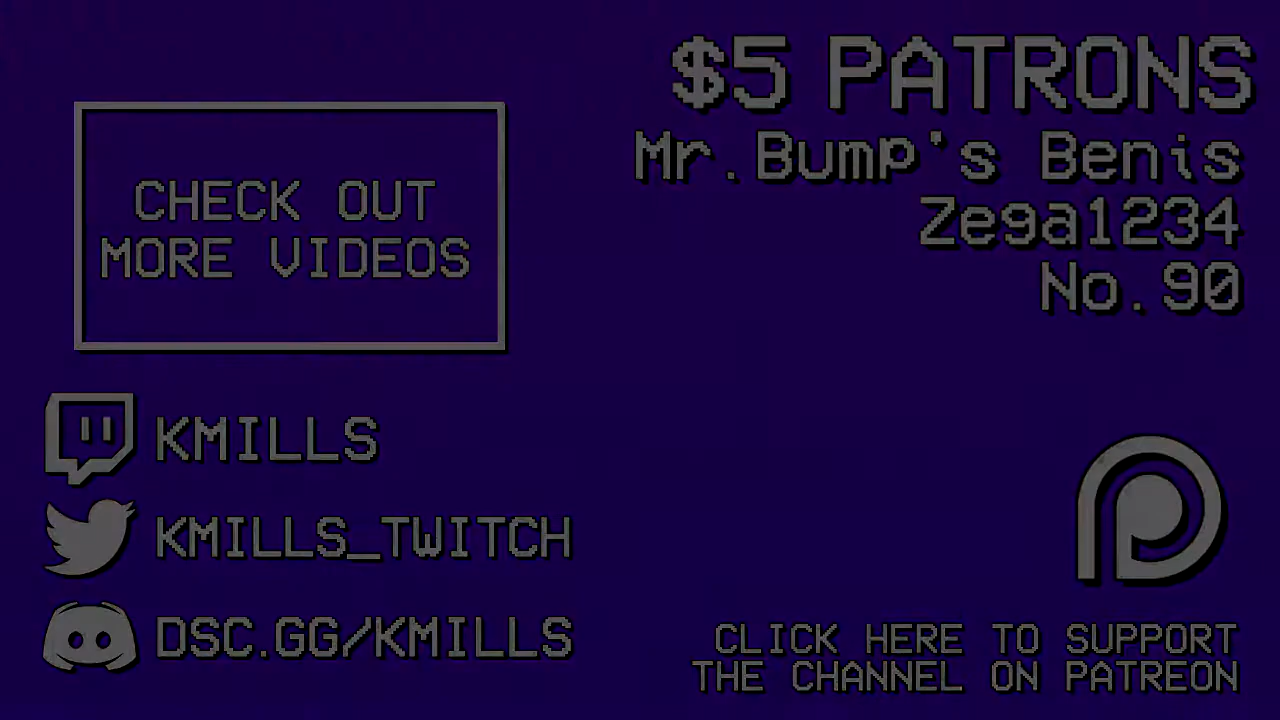 $5 PATRONS
Mr.Bump's Benis
Zega1234
No.90
CHECK OUT
MORE VIDEOS
KMILLS
KMILLS_TWITCH
DSC.GG/KMILLS
CLICK HERE TO SUPPORT
THE CHANNEL ON PATREON